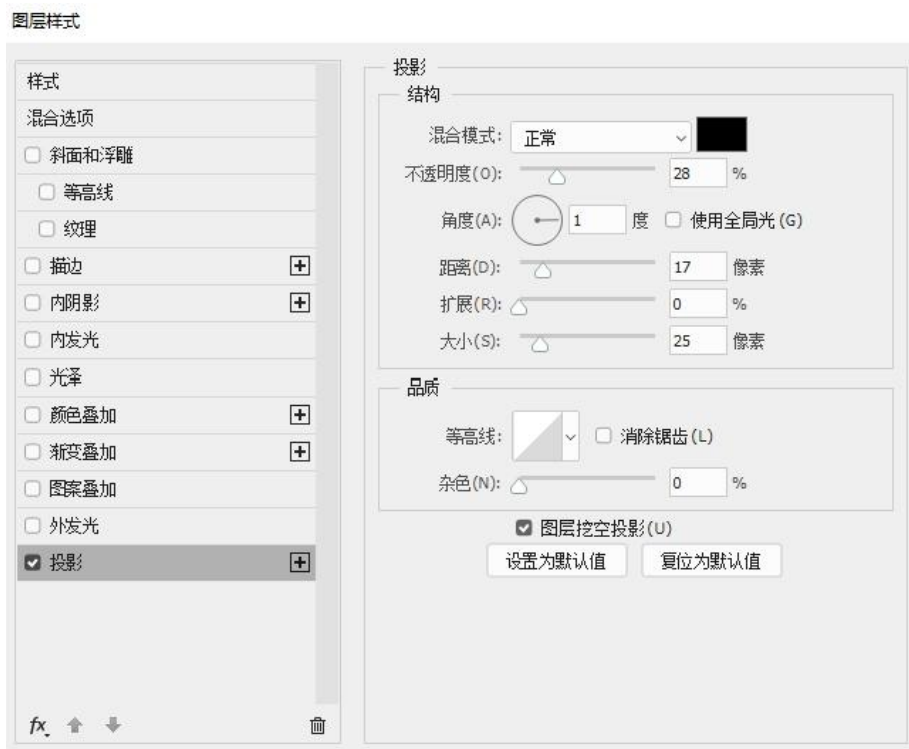 图层样式
样式
混合选项
斜面和浮雕
等高线
纹理
描边
内阴影
内发光
光泽
颜色叠加
渐变叠加
图案叠加
外发光
投影
fx
投影
结构
混合模式: 正常
不透明度(O): 28 %
角度(A): 1 度 使用全局光(G)
距离(D): 17 像素
扩展(R): 0 %
大小(S): 25 像素
品质
等高线: 消除锯齿(L)
杂色(N): 0 %
图层挖空投影(U)
设置为默认值 复位为默认值